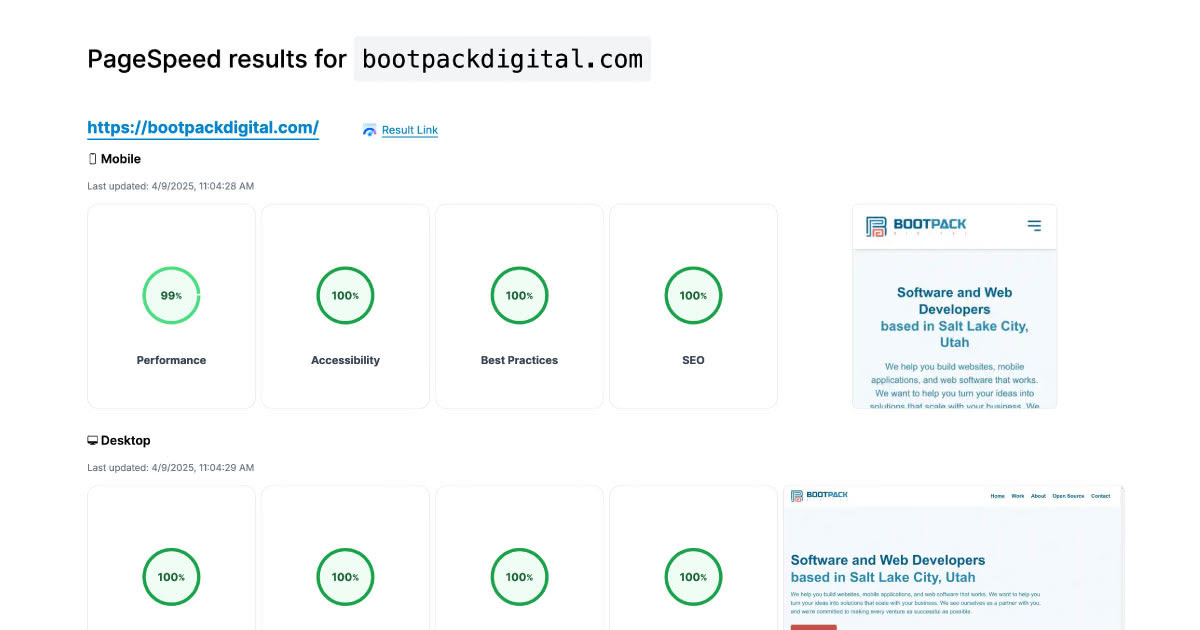 PageSpeed results for bootpackdigital.com
https://bootpackdigital.com/
Result Link
Mobile
Last updated: 4/9/2025, 11:04:28 AM
99%
Performance
100%
Accessibility
100%
Best Practices
100%
SEO
BOOTPACK
Software and Web
Developers
based in Salt Lake City,
Utah
We help you build websites, mobile
applications, and web software that works.
We want to help you turn your ideas into
solutions that scale with your business. We
Desktop
Last updated: 4/9/2025, 11:04:29 AM
100%
100%
100%
100%
BOOTPACK
Home Work About Open Source Contact
Software and Web Developers
based in Salt Lake City, Utah
We help you build websites, mobile applications, and web software that works. We want to help you
turn your ideas into solutions that scale with your business. We see ourselves as a partner with you,
and we're committed to making every venture as successful as possible.